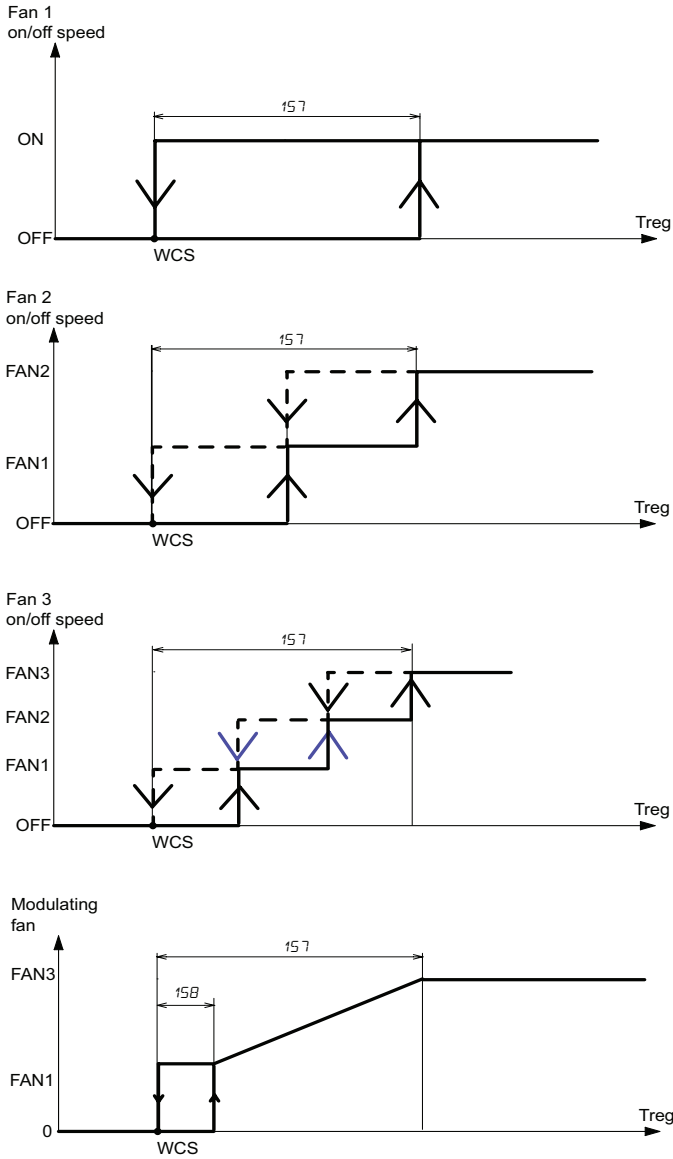 Fan 1
on/off speed
157
ON
OFF
Treg
WCS
Fan 2
on/off speed
157
FAN2
FAN1
OFF
Treg
WCS
Fan 3
on/off speed
157
FAN3
FAN2
FAN1
OFF
Treg
WCS
Modulating
fan
157
FAN3
158
FAN1
0
Treg
WCS